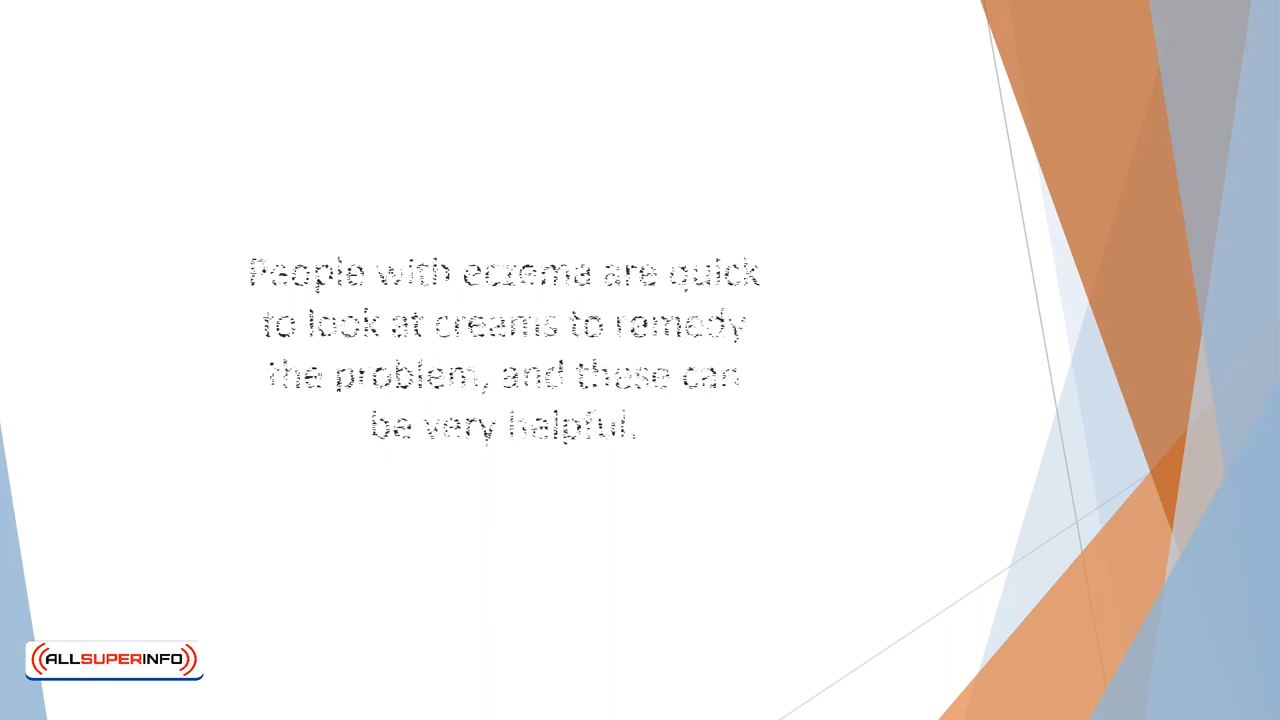 People with eczema are quick
to look at creams to remedy
the problem, and these can
be very helpful.
ALLSUPERINFO